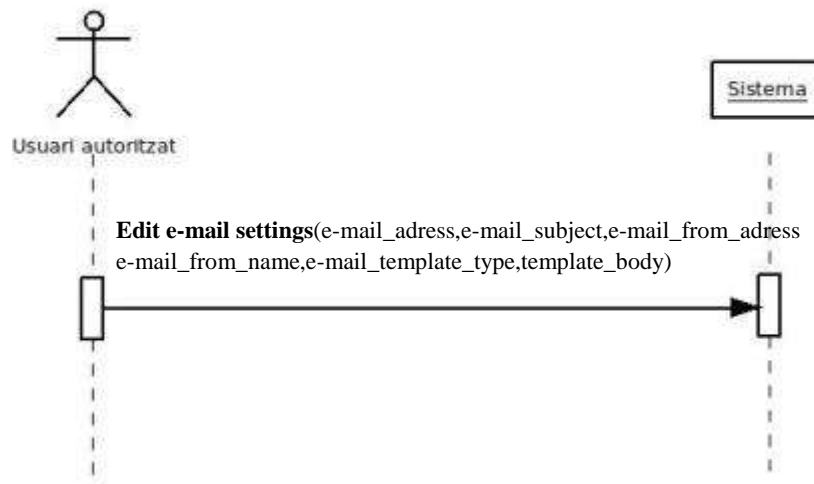 Sistema
Usuari autoritzat
Edit e-mail settings(e-mail_adress,e-mail_subject,e-mail_from_adress
e-mail_from_name,e-mail_template_type,template_body)